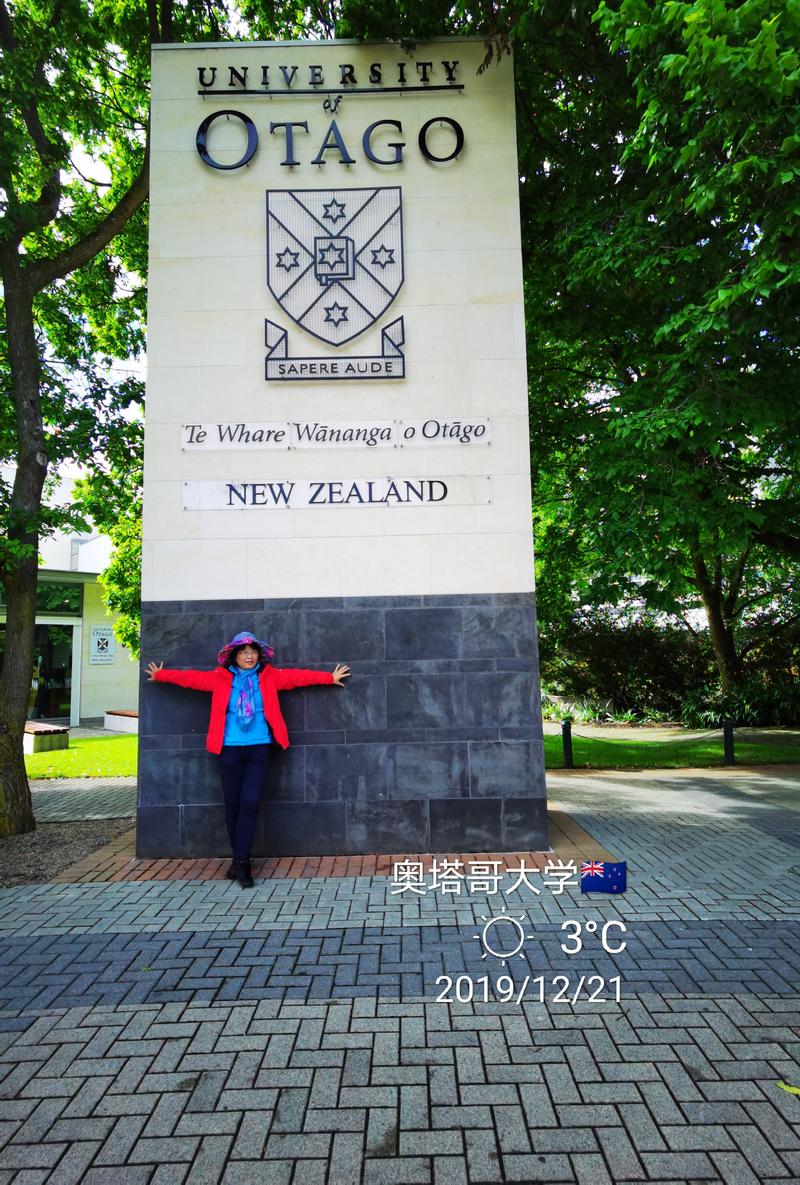 UNIVERSITY
of
OTAGO
SAPERE AUDE
Te Whare Wānanga o Otāgo
NEW ZEALAND
OTAGO
奥塔哥大学🇳🇿
3°C
2019/12/21